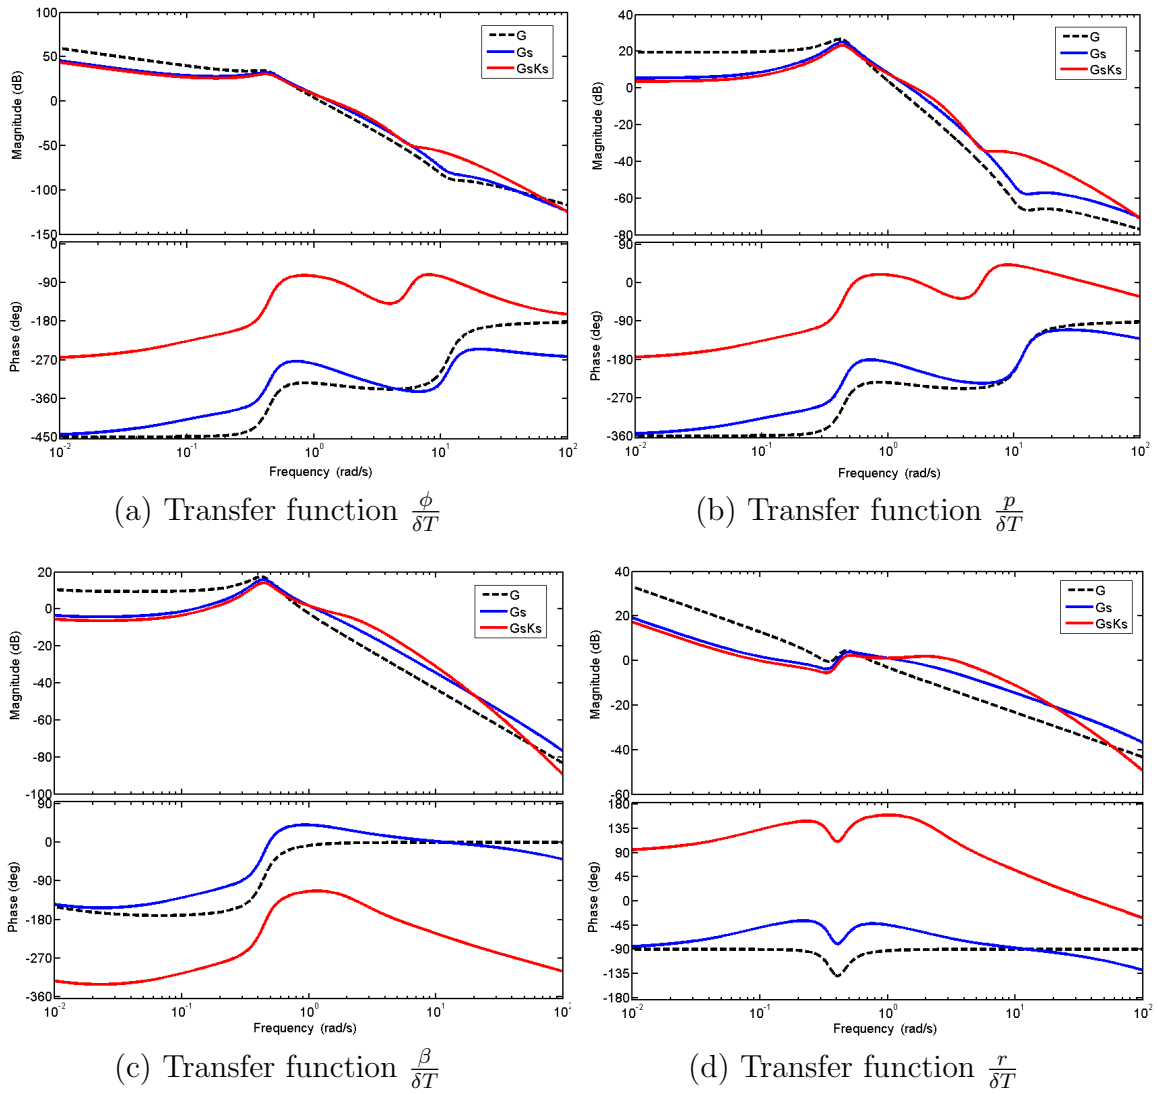 100
50
0
-50
-100
-150
Magnitude (dB)
G
Gs
GsKs
0
-90
-180
-270
-360
-450
Phase (deg)
10^-2 10^-1 10^0 10^1 10^2
Frequency (rad/s)
(a) Transfer function ϕ/δT
40
20
0
-20
-40
-60
-80
Magnitude (dB)
G
Gs
GsKs
90
0
-90
-180
-270
-360
Phase (deg)
10^-2 10^-1 10^0 10^1 10^2
Frequency (rad/s)
(b) Transfer function p/δT
20
0
-20
-40
-60
-80
-100
Magnitude (dB)
G
Gs
GsKs
90
0
-90
-180
-270
-360
Phase (deg)
10^-2 10^-1 10^0 10^1 10^2
Frequency (rad/s)
(c) Transfer function β/δT
40
20
0
-20
-40
-60
Magnitude (dB)
G
Gs
GsKs
180
135
90
45
0
-45
-90
-135
-180
Phase (deg)
10^-2 10^-1 10^0 10^1 10^2
Frequency (rad/s)
(d) Transfer function r/δT